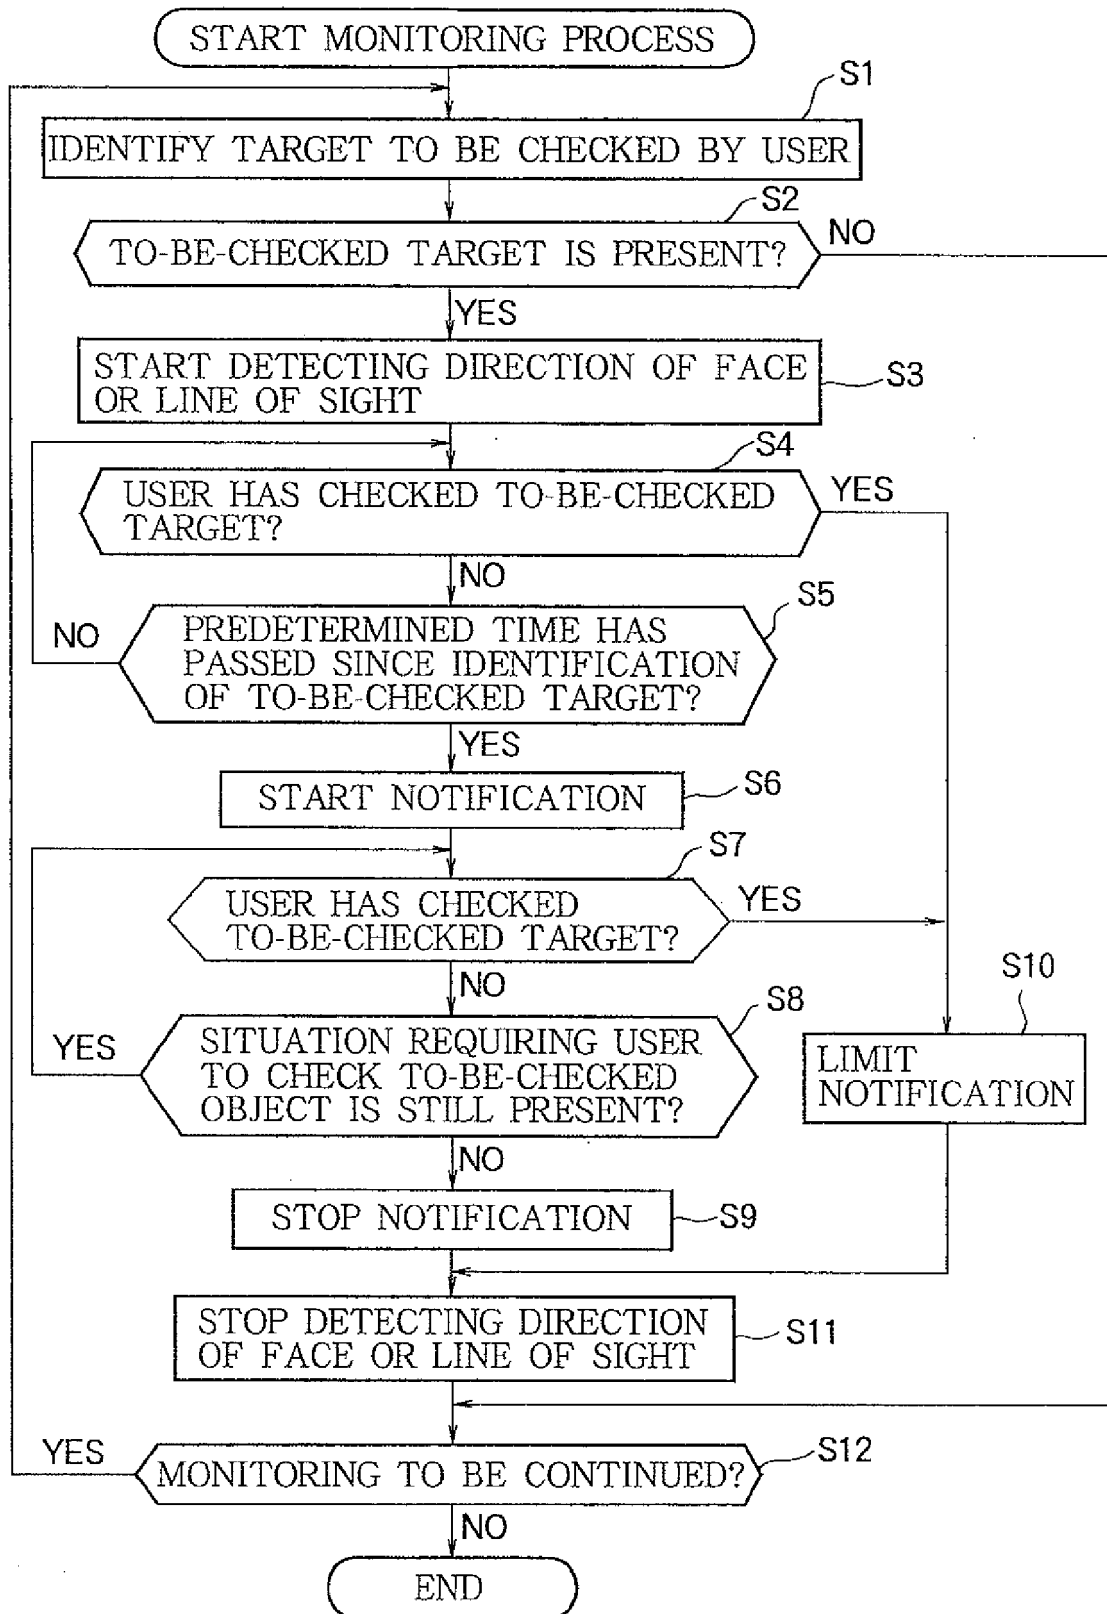 START MONITORING PROCESS
S1
IDENTIFY TARGET TO BE CHECKED BY USER
S2
TO-BE-CHECKED TARGET IS PRESENT?
NO
YES
START DETECTING DIRECTION OF FACE
OR LINE OF SIGHT
S3
S4
USER HAS CHECKED TO-BE-CHECKED
TARGET?
YES
NO
S5
NO
PREDETERMINED TIME HAS
PASSED SINCE IDENTIFICATION
OF TO-BE-CHECKED TARGET?
YES
START NOTIFICATION
S6
S7
USER HAS CHECKED
TO-BE-CHECKED TARGET?
YES
NO
S8
YES
SITUATION REQUIRING USER
TO CHECK TO-BE-CHECKED
OBJECT IS STILL PRESENT?
S10
LIMIT
NOTIFICATION
NO
STOP NOTIFICATION
S9
STOP DETECTING DIRECTION
OF FACE OR LINE OF SIGHT
S11
YES
MONITORING TO BE CONTINUED?
S12
NO
END